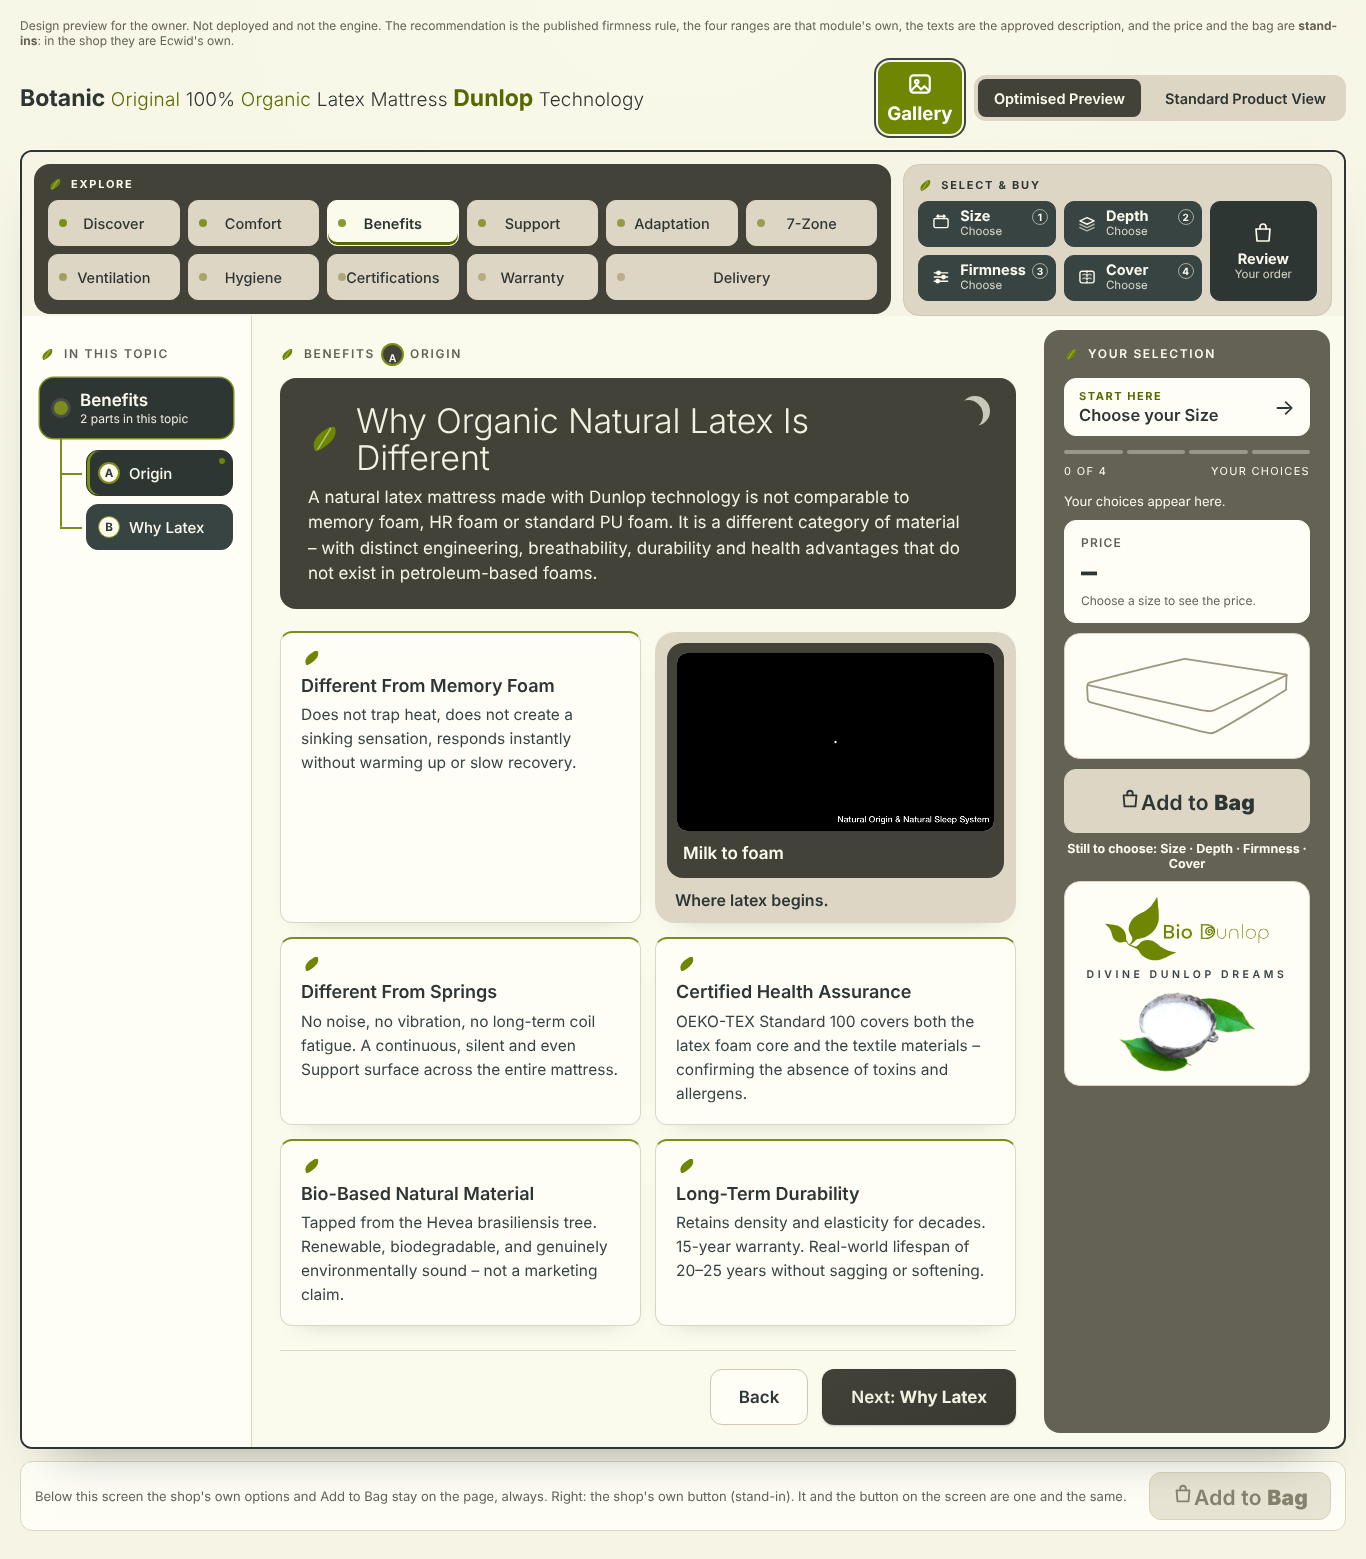 Design preview for the owner. Not deployed and not the engine. The recommendation is the published firmness rule, the four ranges are that module's own, the texts are the approved description, and the price and the bag are stand-
ins: in the shop they are Ecwid's own.
Botanic Original 100% Organic Latex Mattress Dunlop Technology
Gallery
Optimised Preview
Standard Product View
EXPLORE
Discover
Comfort
Benefits
Support
Adaptation
7-Zone
Ventilation
Hygiene
Certifications
Warranty
Delivery
SELECT & BUY
Size
1
Choose
Depth
2
Choose
Firmness
3
Choose
Cover
4
Choose
Review
Your order
IN THIS TOPIC
Benefits
2 parts in this topic
A Origin
B Why Latex
BENEFITS A ORIGIN
Why Organic Natural Latex Is
Different
A natural latex mattress made with Dunlop technology is not comparable to
memory foam, HR foam or standard PU foam. It is a different category of material
– with distinct engineering, breathability, durability and health advantages that do
not exist in petroleum-based foams.
Different From Memory Foam
Does not trap heat, does not create a
sinking sensation, responds instantly
without warming up or slow recovery.
Natural Origin & Natural Sleep System
Milk to foam
Where latex begins.
Different From Springs
No noise, no vibration, no long-term coil
fatigue. A continuous, silent and even
Support surface across the entire mattress.
Certified Health Assurance
OEKO-TEX Standard 100 covers both the
latex foam core and the textile materials –
confirming the absence of toxins and
allergens.
Bio-Based Natural Material
Tapped from the Hevea brasiliensis tree.
Renewable, biodegradable, and genuinely
environmentally sound – not a marketing
claim.
Long-Term Durability
Retains density and elasticity for decades.
15-year warranty. Real-world lifespan of
20–25 years without sagging or softening.
Back
Next: Why Latex
YOUR SELECTION
START HERE
Choose your Size
0 OF 4
YOUR CHOICES
Your choices appear here.
PRICE
–
Choose a size to see the price.
Add to Bag
Still to choose: Size · Depth · Firmness ·
Cover
Bio Dunlop
DIVINE DUNLOP DREAMS
Below this screen the shop's own options and Add to Bag stay on the page, always. Right: the shop's own button (stand-in). It and the button on the screen are one and the same.
Add to Bag